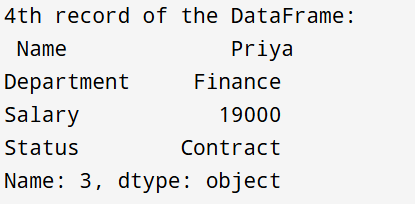 4th record of the DataFrame:
 Name             Priya
Department     Finance
Salary           19000
Status        Contract
Name: 3, dtype: object